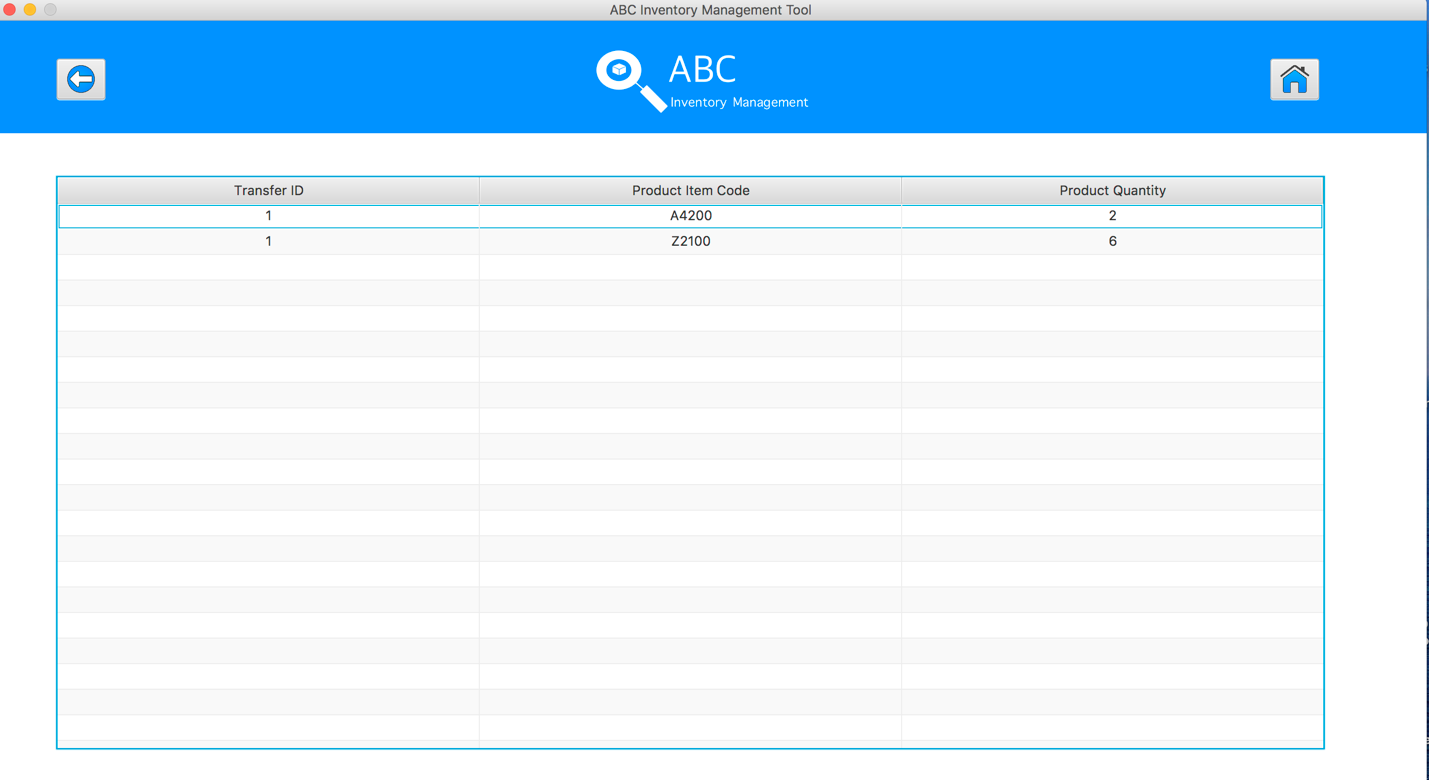 ABC Inventory Management Tool
ABC
Inventory Management
Transfer ID Product Item Code Product Quantity
1 A4200 2
1 Z2100 6